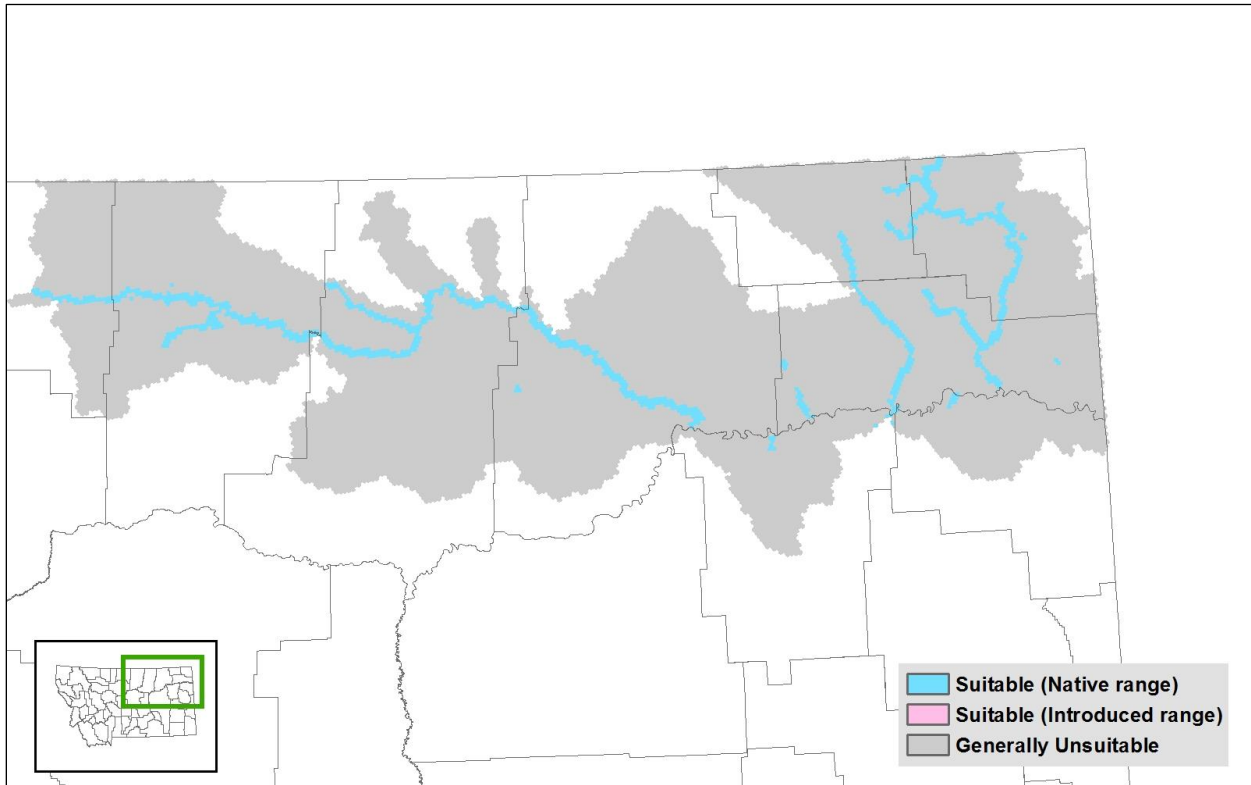 Suitable (Native range)
Suitable (Introduced range)
Generally Unsuitable